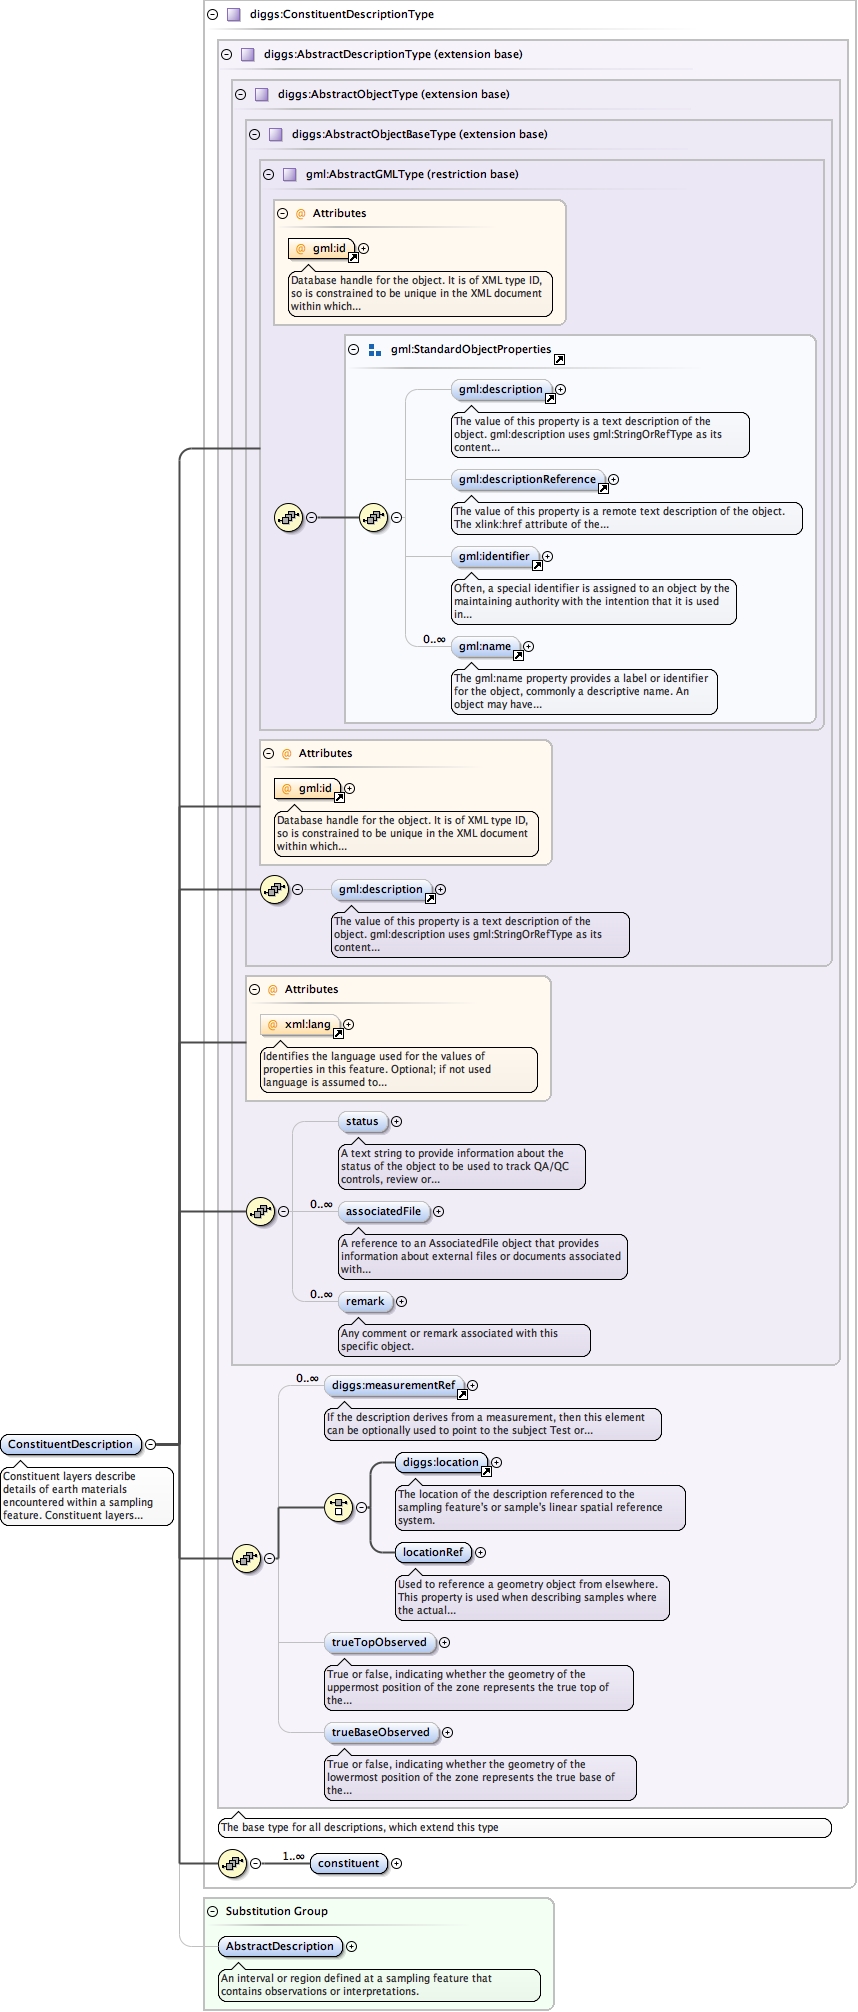 diggs:ConstituentDescriptionType
diggs:AbstractDescriptionType (extension base)
diggs:AbstractObjectType (extension base)
diggs:AbstractObjectBaseType (extension base)
gml:AbstractGMLType (restriction base)
@ Attributes
@ gml:id
Database handle for the object. It is of XML type ID,
so is constrained to be unique in the XML document
within which...
gml:StandardObjectProperties
gml:description
The value of this property is a text description of the
object. gml:description uses gml:StringOrRefType as its
content...
gml:descriptionReference
The value of this property is a remote text description of the object.
The xlink:href attribute of the...
gml:identifier
Often, a special identifier is assigned to an object by the
maintaining authority with the intention that it is used
in...
0..∞ gml:name
The gml:name property provides a label or identifier
for the object, commonly a descriptive name. An
object may have...
@ Attributes
@ gml:id
Database handle for the object. It is of XML type ID,
so is constrained to be unique in the XML document
within which...
gml:description
The value of this property is a text description of the
object. gml:description uses gml:StringOrRefType as its
content...
@ Attributes
@ xml:lang
Identifies the language used for the values of
properties in this feature. Optional; if not used
language is assumed to...
status
A text string to provide information about the
status of the object to be used to track QA/QC
controls, review or...
0..∞ associatedFile
A reference to an AssociatedFile object that provides
information about external files or documents associated
with...
0..∞ remark
Any comment or remark associated with this
specific object.
0..∞ diggs:measurementRef
If the description derives from a measurement, then this element
can be optionally used to point to the subject Test or...
ConstituentDescription
Constituent layers describe
details of earth materials
encountered within a sampling
feature. Constituent layers...
diggs:location
The location of the description referenced to the
sampling feature's or sample's linear spatial reference
system.
locationRef
Used to reference a geometry object from elsewhere.
This property is used when describing samples where
the actual...
trueTopObserved
True or false, indicating whether the geometry of the
uppermost position of the zone represents the true top of
the...
trueBaseObserved
True or false, indicating whether the geometry of the
lowermost position of the zone represents the true base of
the...
The base type for all descriptions, which extend this type
1..∞ constituent
Substitution Group
AbstractDescription
An interval or region defined at a sampling feature that
contains observations or interpretations.